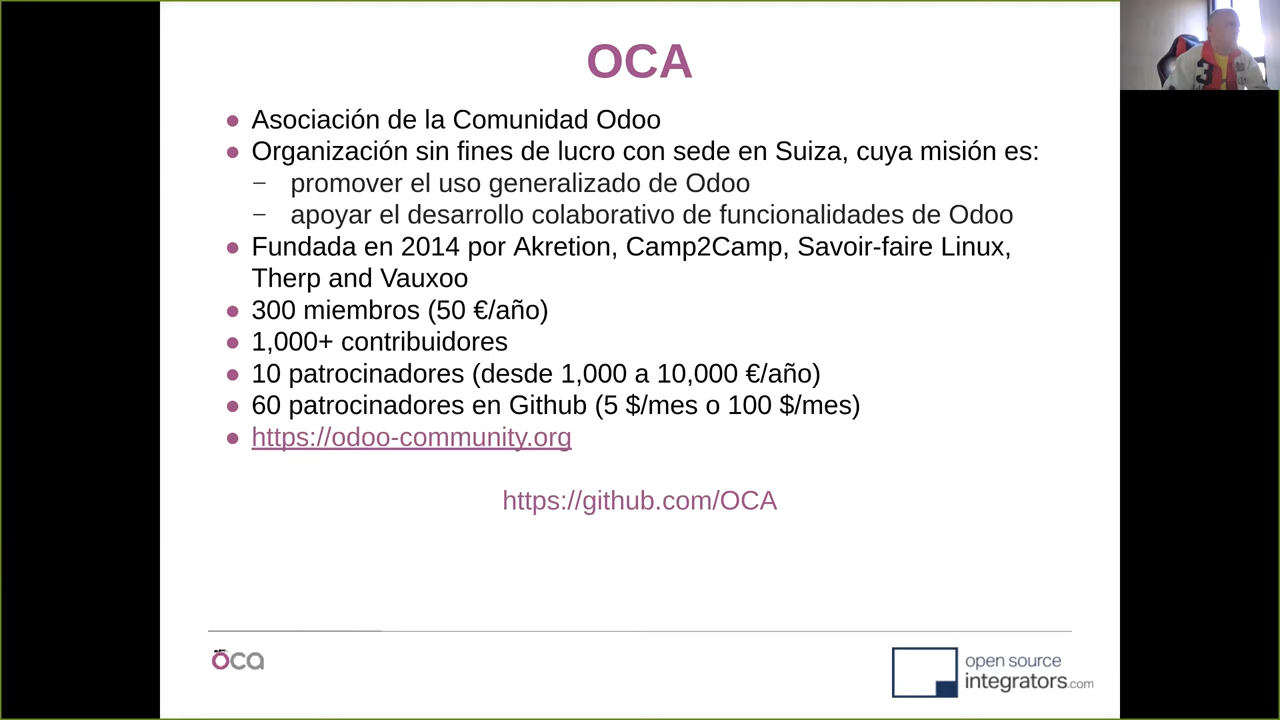 OCA
● Asociación de la Comunidad Odoo
● Organización sin fines de lucro con sede en Suiza, cuya misión es:
– promover el uso generalizado de Odoo
– apoyar el desarrollo colaborativo de funcionalidades de Odoo
● Fundada en 2014 por Akretion, Camp2Camp, Savoir-faire Linux,
Therp and Vauxoo
● 300 miembros (50 €/año)
● 1,000+ contribuidores
● 10 patrocinadores (desde 1,000 a 10,000 €/año)
● 60 patrocinadores en Github (5 $/mes o 100 $/mes)
● https://odoo-community.org
https://github.com/OCA
oca
open source
integrators.com
3